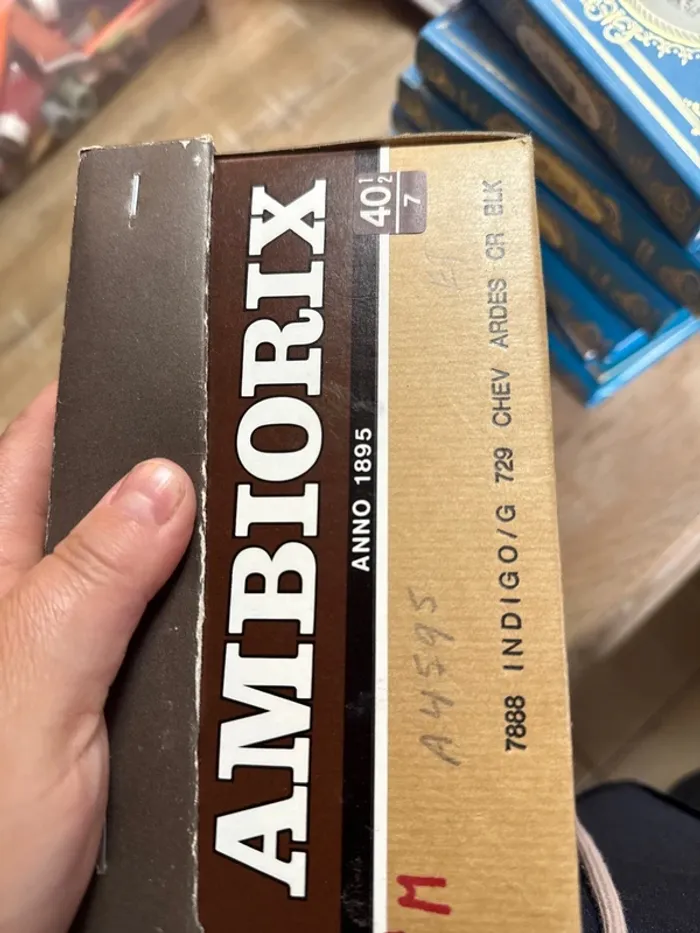 AMBIORIX
ANNO 1895
40½
7
A4595
7888 INDIGO/G 729 CHEV ARDES CR BLK
M